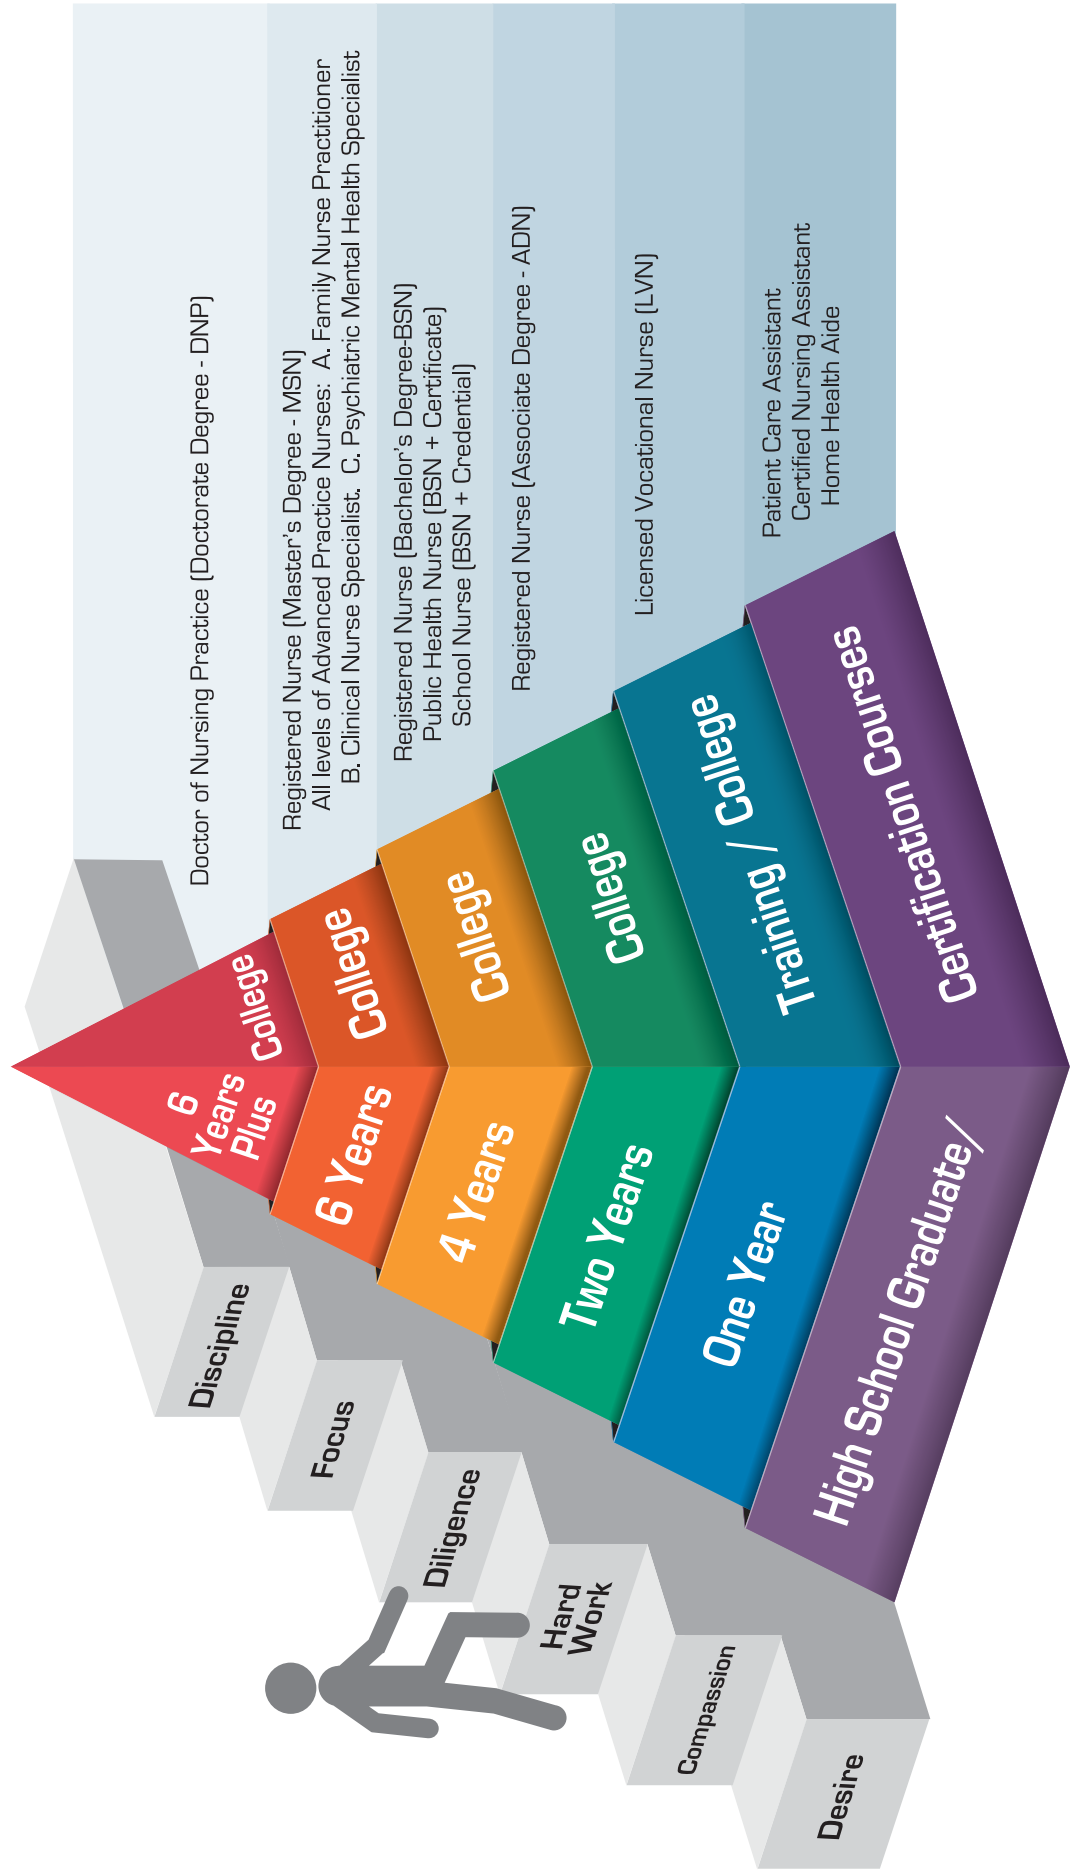 Doctor of Nursing Practice (Doctorate Degree - DNP)
Registered Nurse (Master's Degree - MSN)
All levels of Advanced Practice Nurses: A. Family Nurse Practitioner
B. Clinical Nurse Specialist. C. Psychiatric Mental Health Specialist
Registered Nurse (Bachelor's Degree-BSN)
Public Health Nurse (BSN + Certificate)
School Nurse (BSN + Credential)
Registered Nurse (Associate Degree - ADN)
Licensed Vocational Nurse (LVN)
Patient Care Assistant
Certified Nursing Assistant
Home Health Aide
6
Years
Plus
College
6 Years
College
4 Years
College
Two Years
College
One Year
Training / College
High School Graduate/
Certification Courses
Discipline
Focus
Diligence
Hard
Work
Compassion
Desire